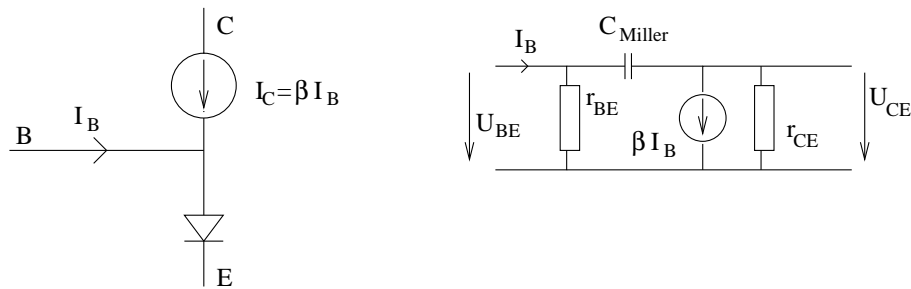 C
I_C = β I_B
I_B
B
E
I_B
C_Miller
U_BE
r_BE
β I_B
r_CE
U_CE